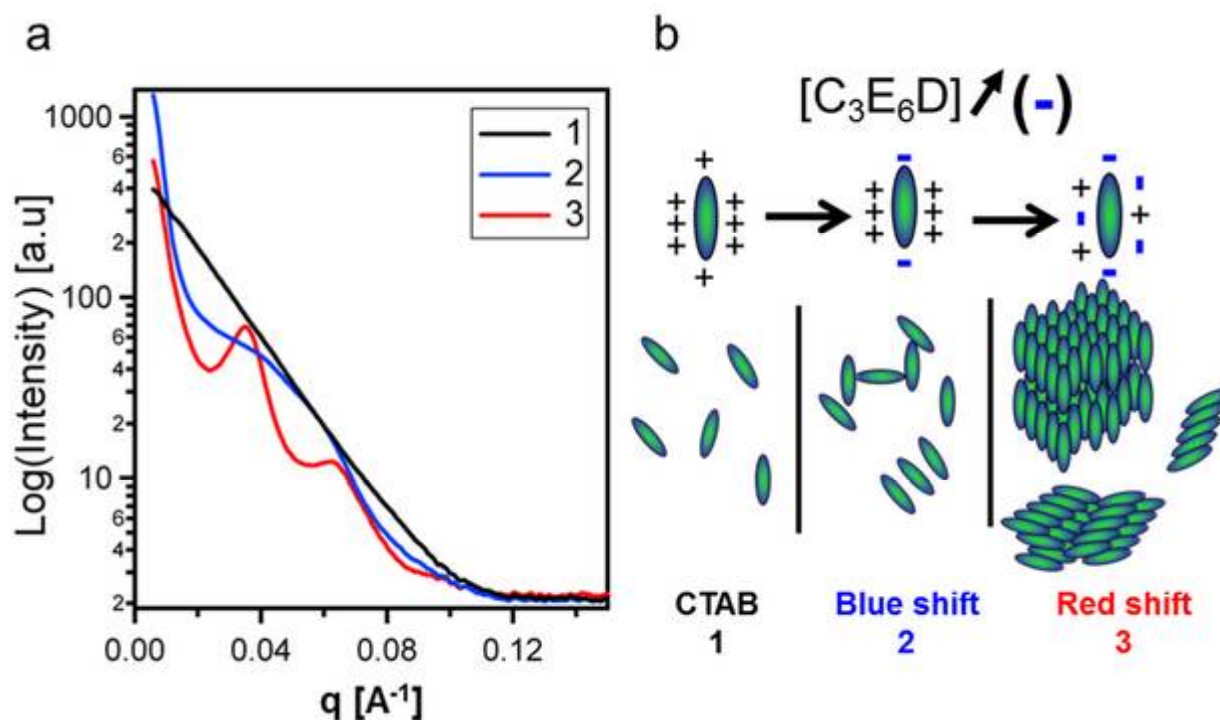 a
Log(Intensity) [a.u]
1000
6
4
2
100
6
4
2
10
6
4
2
0.00
0.04
0.08
0.12
q [A⁻¹]
1
2
3
b
[C₃E₆D] (-)
+ - -
+ + + + + -
+ + + + - +
+ + + + + -
+ - -
CTAB
1
Blue shift
2
Red shift
3